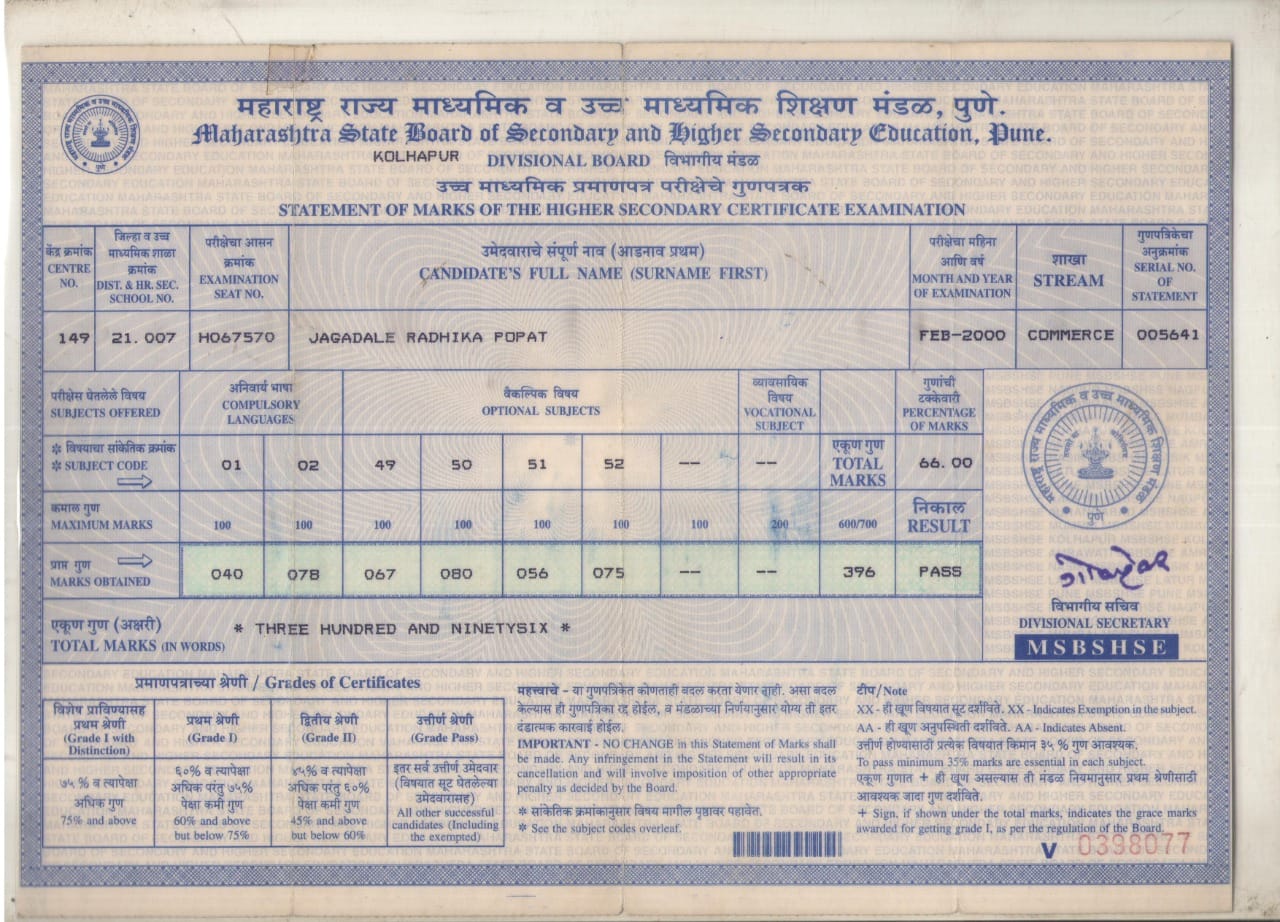 महाराष्ट्र राज्य माध्यमिक व उच्च माध्यमिक शिक्षण मंडळ, पुणे.
Maharashtra State Board of Secondary and Higher Secondary Education, Pune.
KOLHAPUR DIVISIONAL BOARD विभागीय मंडळ
उच्च माध्यमिक प्रमाणपत्र परीक्षेचे गुणपत्रक
STATEMENT OF MARKS OF THE HIGHER SECONDARY CERTIFICATE EXAMINATION
केंद्र क्रमांक
CENTRE
NO.
जिल्हा व उच्च
माध्यमिक शाळा
क्रमांक
DIST. & HR. SEC.
SCHOOL NO.
परीक्षेचा आसन
क्रमांक
EXAMINATION
SEAT NO.
उमेदवाराचे संपूर्ण नाव (आडनाव प्रथम)
CANDIDATE'S FULL NAME (SURNAME FIRST)
परीक्षेचा महिना
आणि वर्ष
MONTH AND YEAR
OF EXAMINATION
शाखा
STREAM
गुणपत्रिकेचा
अनुक्रमांक
SERIAL NO.
OF
STATEMENT
149 21.007 H067570 JAGADALE RADHIKA POPAT FEB-2000 COMMERCE 005641
परीक्षेस घेतलेले विषय
SUBJECTS OFFERED
अनिवार्य भाषा
COMPULSORY
LANGUAGES
वैकल्पिक विषय
OPTIONAL SUBJECTS
व्यावसायिक
विषय
VOCATIONAL
SUBJECT
गुणांची
टक्केवारी
PERCENTAGE
OF MARKS
* विषयाचा सांकेतिक क्रमांक
* SUBJECT CODE
01 02 49 50 51 52 -- --
एकूण गुण
TOTAL
MARKS
66.00
कमाल गुण
MAXIMUM MARKS
100 100 100 100 100 100 100 200 600/700
निकाल
RESULT
प्राप्त गुण
MARKS OBTAINED
040 078 067 080 056 075 -- -- 396 PASS
विभागीय सचिव
DIVISIONAL SECRETARY
MSBSHSE
एकूण गुण (अक्षरी)
TOTAL MARKS (IN WORDS)
* THREE HUNDRED AND NINETYSIX *
प्रमाणपत्राच्या श्रेणी / Grades of Certificates
विशेष प्राविण्यासह
प्रथम श्रेणी
(Grade I with
Distinction)
प्रथम श्रेणी
(Grade I)
द्वितीय श्रेणी
(Grade II)
उत्तीर्ण श्रेणी
(Grade Pass)
७५ % व त्यापेक्षा
अधिक गुण
75% and above
६०% व त्यापेक्षा
अधिक परंतु ७५%
पेक्षा कमी गुण
60% and above
but below 75%
४५% व त्यापेक्षा
अधिक परंतु ६०%
पेक्षा कमी गुण
45% and above
but below 60%
इतर सर्व उत्तीर्ण उमेदवार
(विषयात सूट घेतलेल्या
उमेदवारासह)
All other successful
candidates (Including
the exempted)
महत्त्वाचे - या गुणपत्रिकेत कोणताही बदल करता येणार नाही. असा बदल
केल्यास ही गुणपत्रिका रद्द होईल, व मंडळाच्या निर्णयानुसार योग्य ती इतर
दंडात्मक कारवाई होईल.
IMPORTANT - NO CHANGE in this Statement of Marks shall
be made. Any infringement in the Statement will result in its
cancellation and will involve imposition of other appropriate
penalty as decided by the Board.
* सांकेतिक क्रमांकानुसार विषय मागील पृष्ठावर पहावेत.
* See the subject codes overleaf.
टीप/Note
XX - ही खूण विषयात सूट दर्शविते. XX - Indicates Exemption in the subject.
AA - ही खूण अनुपस्थिती दर्शविते. AA - Indicates Absent.
उत्तीर्ण होण्यासाठी प्रत्येक विषयात किमान ३५ % गुण आवश्यक.
To pass minimum 35% marks are essential in each subject.
एकूण गुणात + ही खूण असल्यास ती मंडळ नियमानुसार प्रथम श्रेणीसाठी
आवश्यक जादा गुण दर्शविते.
+ Sign, if shown under the total marks, indicates the grace marks
awarded for getting grade I, as per the regulation of the Board.
V 0398077